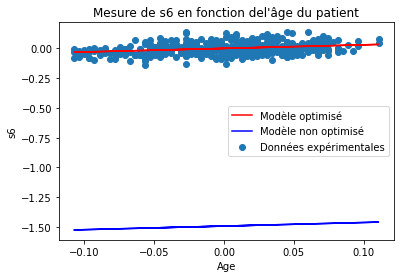 Mesure de s6 en fonction del'âge du patient
0.00
−0.25
−0.50
−0.75
−1.00
−1.25
−1.50
s6
Modèle optimisé
Modèle non optimisé
Données expérimentales
−0.10
−0.05
0.00
0.05
0.10
Age